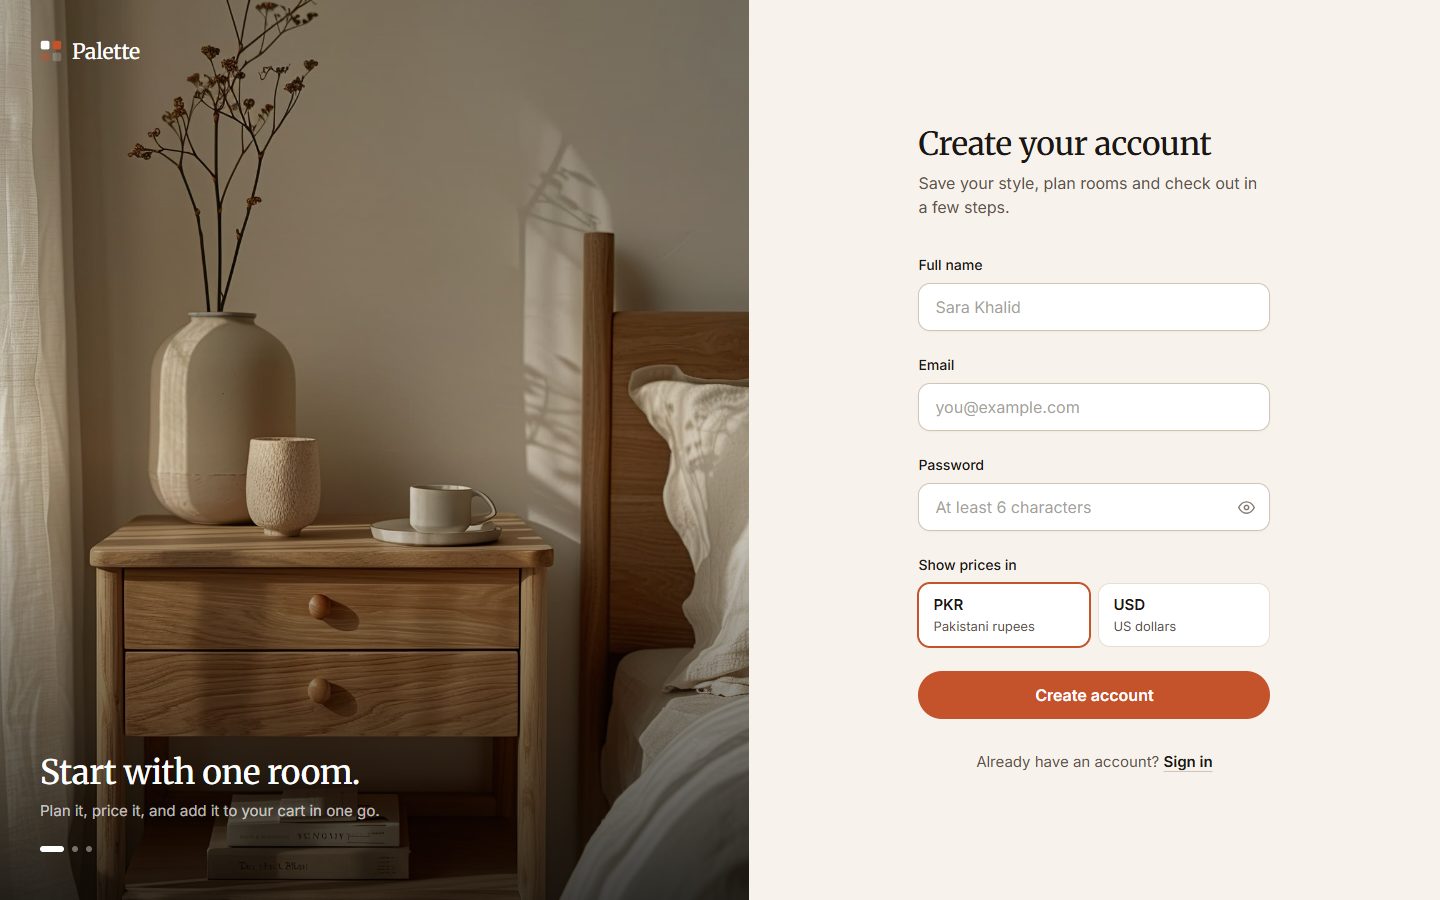 Palette
Start with one room.
Plan it, price it, and add it to your cart in one go.
Create your account
Save your style, plan rooms and check out in
a few steps.
Full name
Sara Khalid
Email
you@example.com
Password
At least 6 characters
Show prices in
PKR
Pakistani rupees
USD
US dollars
Create account
Already have an account? Sign in